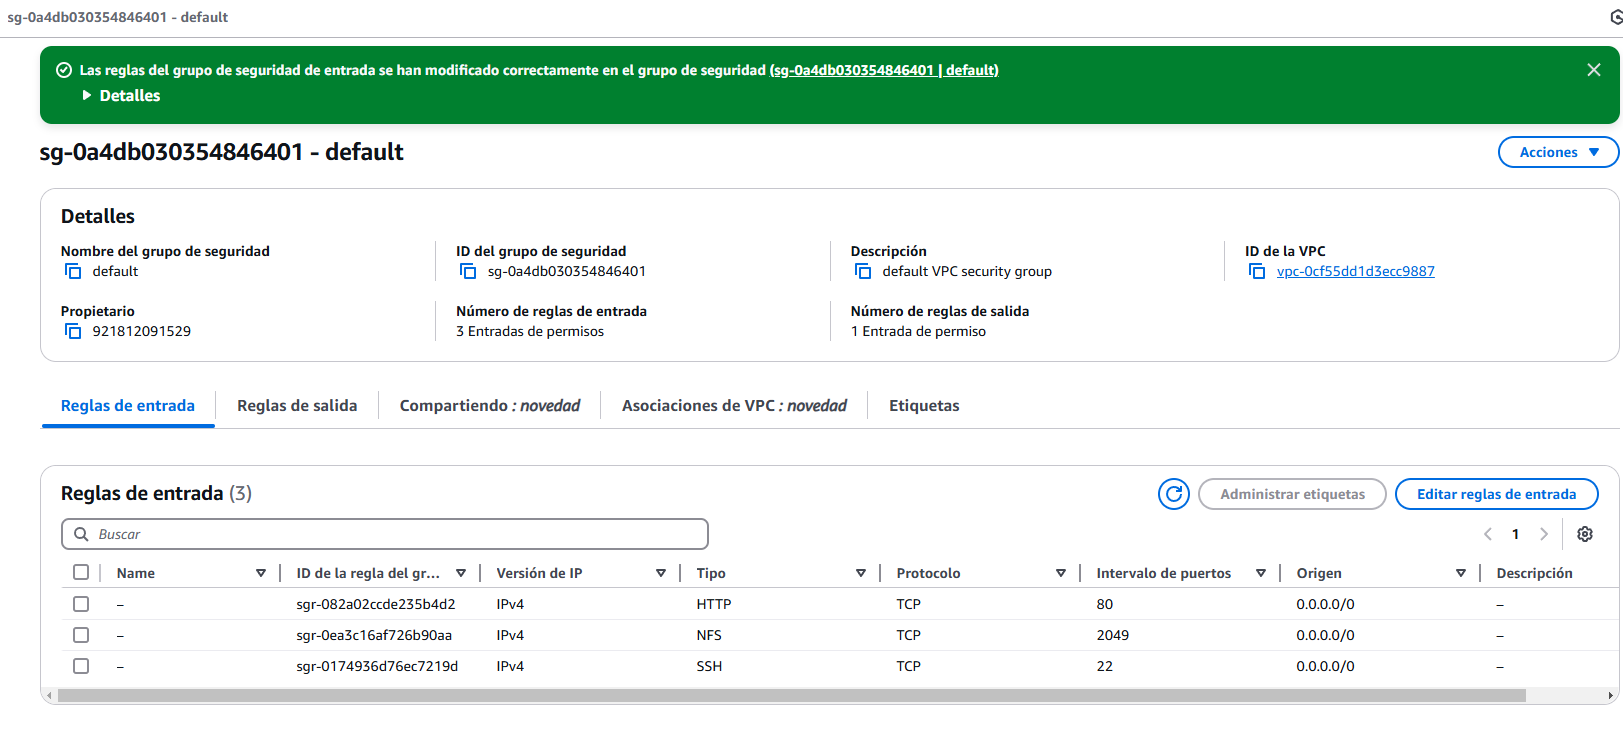 sg-0a4db030354846401 - default
Las reglas del grupo de seguridad de entrada se han modificado correctamente en el grupo de seguridad (sg-0a4db030354846401 | default)
Detalles
sg-0a4db030354846401 - default
Acciones
Detalles
Nombre del grupo de seguridad
default
ID del grupo de seguridad
sg-0a4db030354846401
Descripción
default VPC security group
ID de la VPC
vpc-0cf55dd1d3ecc9887
Propietario
921812091529
Número de reglas de entrada
3 Entradas de permisos
Número de reglas de salida
1 Entrada de permiso
Reglas de entrada
Reglas de salida
Compartiendo : novedad
Asociaciones de VPC : novedad
Etiquetas
Reglas de entrada (3)
Administrar etiquetas
Editar reglas de entrada
Buscar
1
Name ID de la regla del gr... Versión de IP Tipo Protocolo Intervalo de puertos Origen Descripción
– sgr-082a02ccde235b4d2 IPv4 HTTP TCP 80 0.0.0.0/0 –
– sgr-0ea3c16af726b90aa IPv4 NFS TCP 2049 0.0.0.0/0 –
– sgr-0174936d76ec7219d IPv4 SSH TCP 22 0.0.0.0/0 –